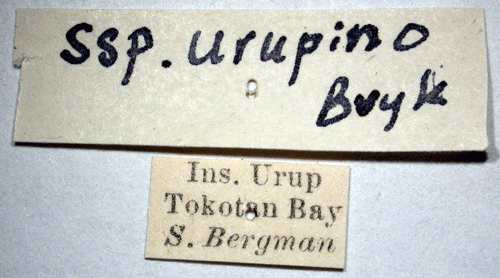 ssp. urupino
Bryk
Ins. Urup
Tokotan Bay
S. Bergman